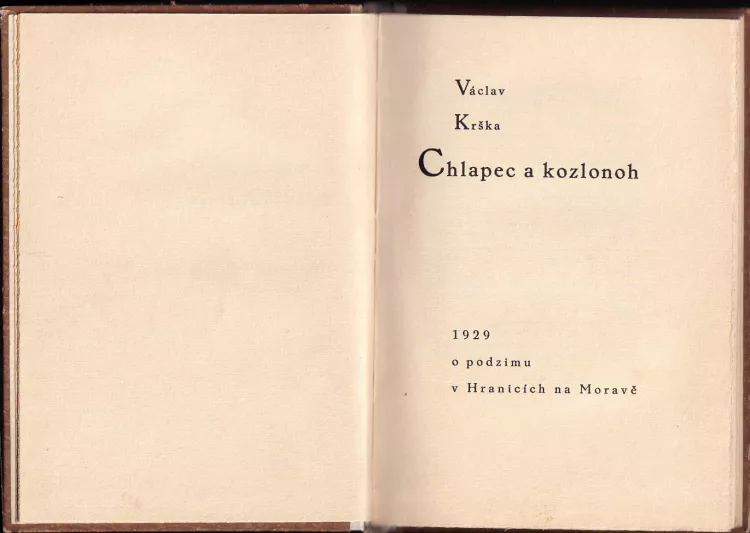 Václav
Krška
Chlapec a kozlonoh
1929
o podzimu
v Hranicích na Moravě